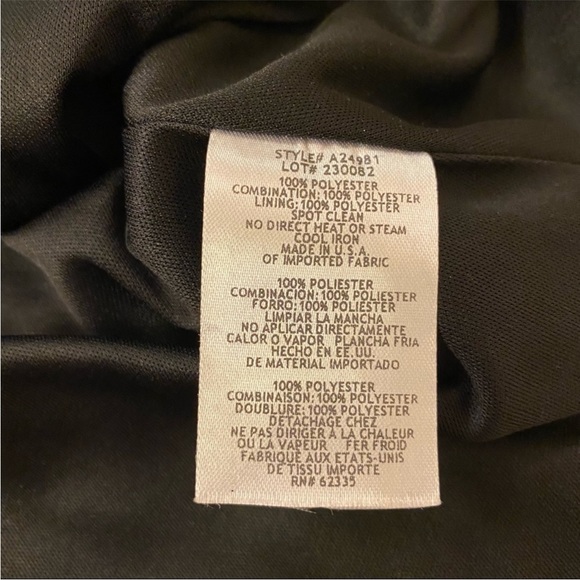 STYLE# A24981
LOT# 230082
100% POLYESTER
COMBINATION: 100% POLYESTER
LINING: 100% POLYESTER
SPOT CLEAN
NO DIRECT HEAT OR STEAM
COOL IRON
MADE IN U.S.A.
OF IMPORTED FABRIC
100% POLIESTER
COMBINACION: 100% POLIESTER
FORRO: 100% POLIESTER
LIMPIAR LA MANCHA
NO APLICAR DIRECTAMENTE
CALOR O VAPOR PLANCHA FRIA
HECHO EN EE.UU.
DE MATERIAL IMPORTADO
100% POLYESTER
COMBINAISON: 100% POLYESTER
DOUBLURE: 100% POLYESTER
DETACHAGE CHEZ
NE PAS DIRIGER À LA CHALEUR
OU LA VAPEUR FER FROID
FABRIQUÉ AUX ETATS-UNIS
DE TISSU IMPORTE
RN# 62335